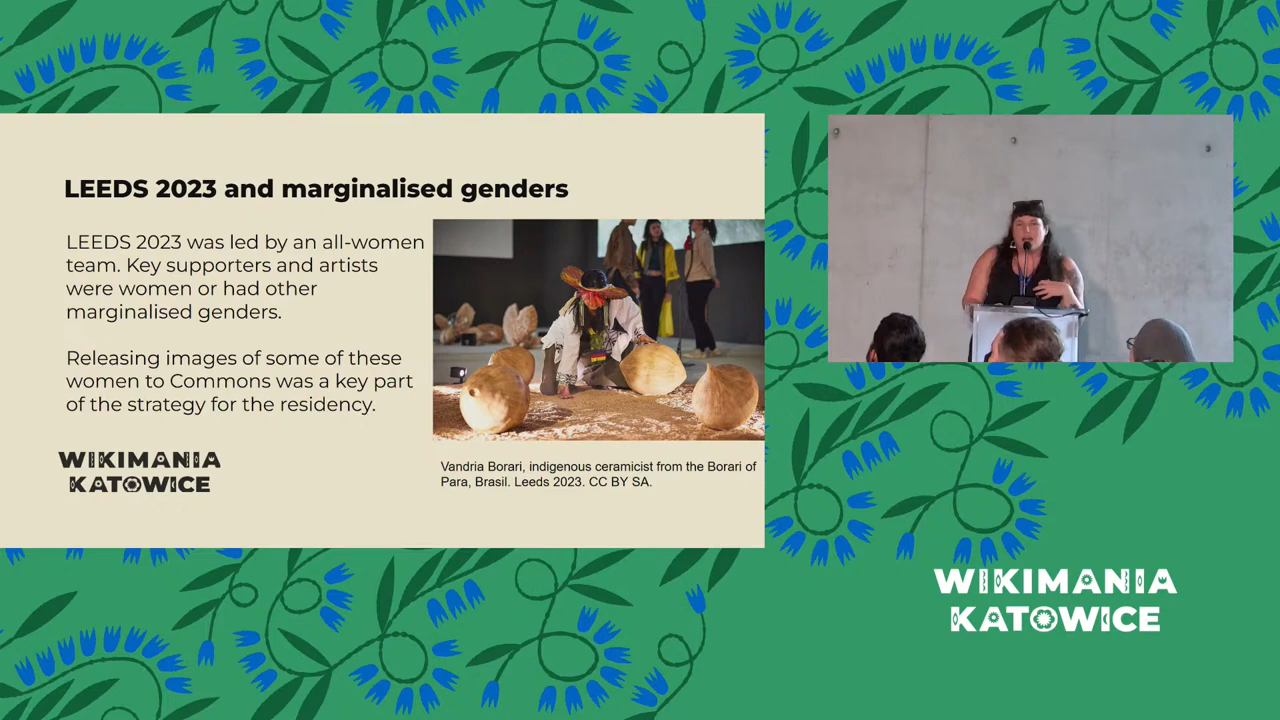 LEEDS 2023 and marginalised genders
LEEDS 2023 was led by an all-women
team. Key supporters and artists
were women or had other
marginalised genders.
Releasing images of some of these
women to Commons was a key part
of the strategy for the residency.
WIKIMANIA
KATOWICE
Vandria Borari, indigenous ceramicist from the Borari of
Para, Brasil. Leeds 2023. CC BY SA.
WIKIMANIA
KATOWICE